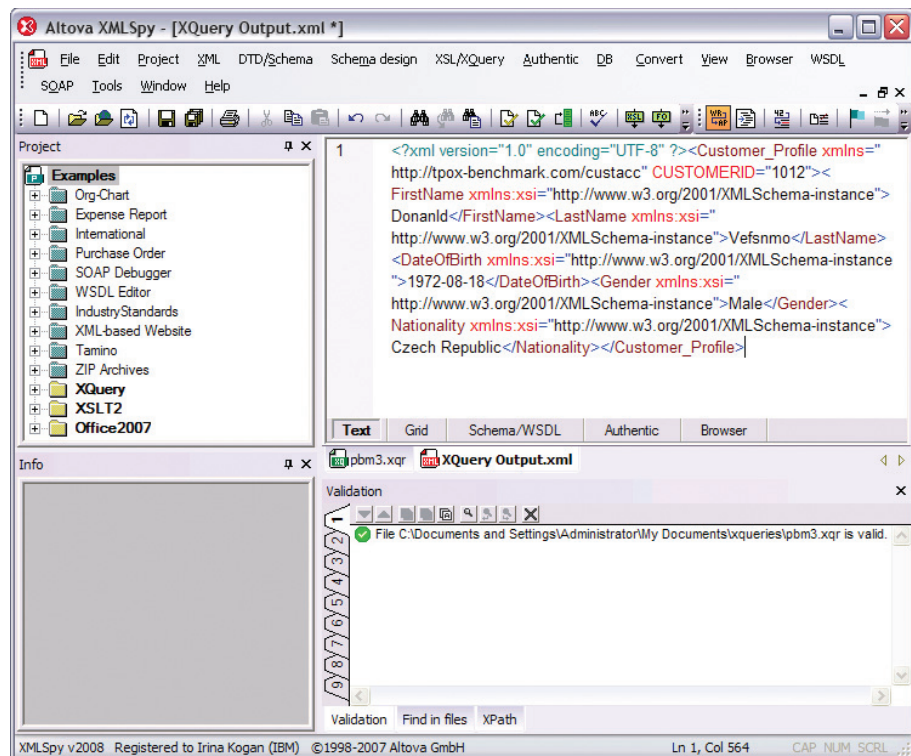 Altova XMLSpy - [XQuery Output.xml *]
File Edit Project XML DTD/Schema Schema design XSL/XQuery Authentic DB Convert View Browser WSDL
SOAP Tools Window Help
Project
Examples
Org-Chart
Expense Report
International
Purchase Order
SOAP Debugger
WSDL Editor
IndustryStandards
XML-based Website
Tamino
ZIP Archives
XQuery
XSLT2
Office2007
Info
1 <?xml version="1.0" encoding="UTF-8" ?><Customer_Profile xmlns="
http://tpox-benchmark.com/custacc" CUSTOMERID="1012"><
FirstName xmlns:xsi="http://www.w3.org/2001/XMLSchema-instance">
Donanld</FirstName><LastName xmlns:xsi="
http://www.w3.org/2001/XMLSchema-instance">Vefsnmo</LastName>
<DateOfBirth xmlns:xsi="http://www.w3.org/2001/XMLSchema-instance
">1972-08-18</DateOfBirth><Gender xmlns:xsi="
http://www.w3.org/2001/XMLSchema-instance">Male</Gender><
Nationality xmlns:xsi="http://www.w3.org/2001/XMLSchema-instance">
Czech Republic</Nationality></Customer_Profile>
Text Grid Schema/WSDL Authentic Browser
pbm3.xqr XQuery Output.xml
Validation
1
2
3
4
5
6
7
8
9
File C:\Documents and Settings\Administrator\My Documents\xqueries\pbm3.xqr is valid.
Validation Find in files XPath
XMLSpy v2008 Registered to Irina Kogan (IBM) ©1998-2007 Altova GmbH Ln 1, Col 564 CAP NUM SCRL